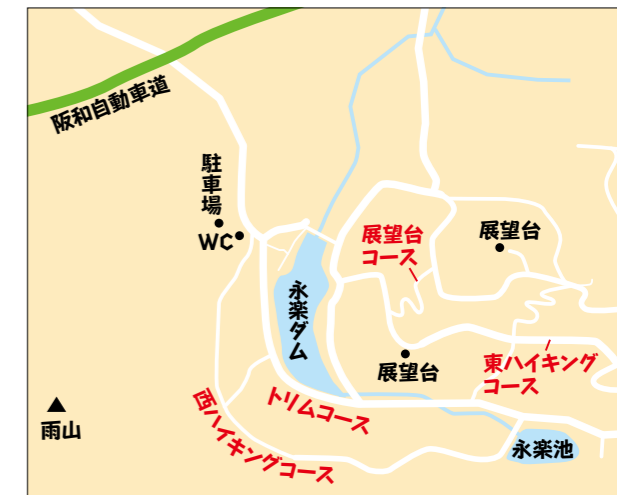 阪和自動車道
駐車場
WC
展望台
コース
展望台
永楽ダム
展望台
東ハイキング
コース
トリムコース
西ハイキングコース
雨山
永楽池